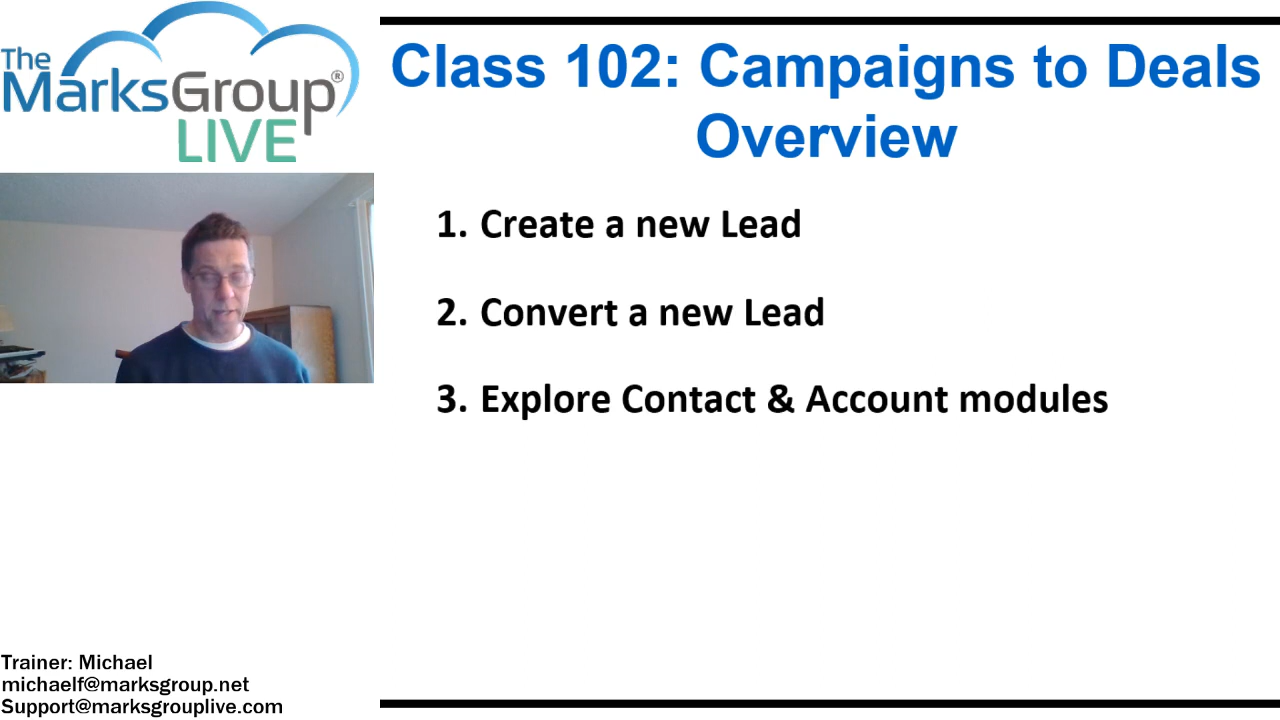 The
MarksGroup®
LIVE
Class 102: Campaigns to Deals
Overview
1. Create a new Lead
2. Convert a new Lead
3. Explore Contact & Account modules
Trainer: Michael
michaelf@marksgroup.net
Support@marksgrouplive.com